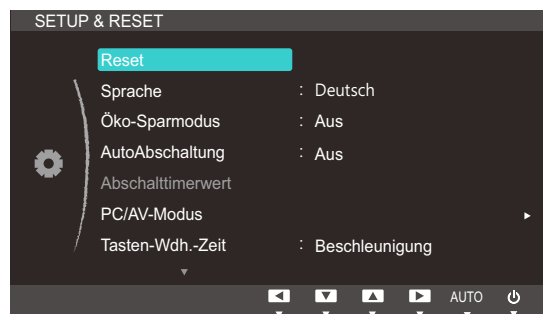 SETUP & RESET
Reset
Sprache : Deutsch
Öko-Sparmodus : Aus
AutoAbschaltung : Aus
Abschalttimerwert
PC/AV-Modus
Tasten-Wdh.-Zeit : Beschleunigung
AUTO